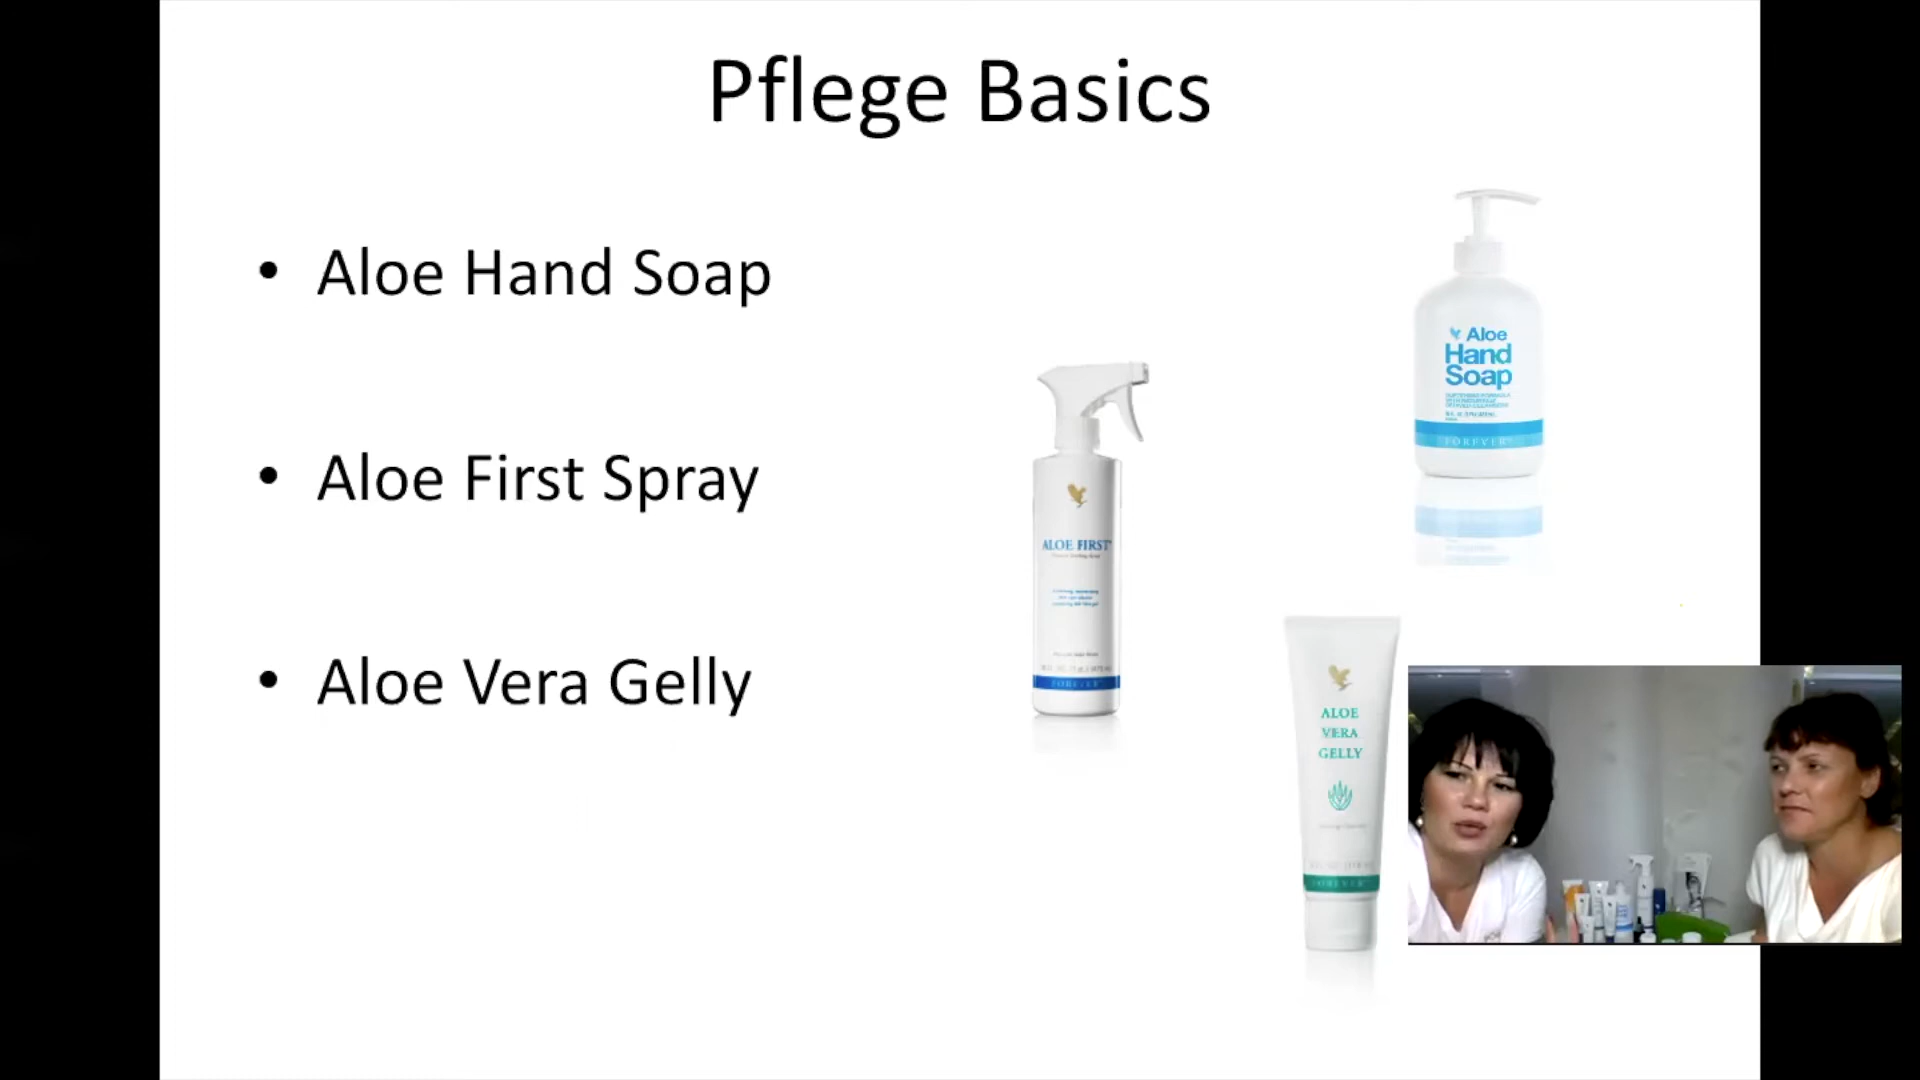 Pflege Basics
• Aloe Hand Soap
• Aloe First Spray
• Aloe Vera Gelly
Aloe
Hand
Soap
FOREVER
ALOE FIRST
FOREVER
ALOE
VERA
GELLY
FOREVER